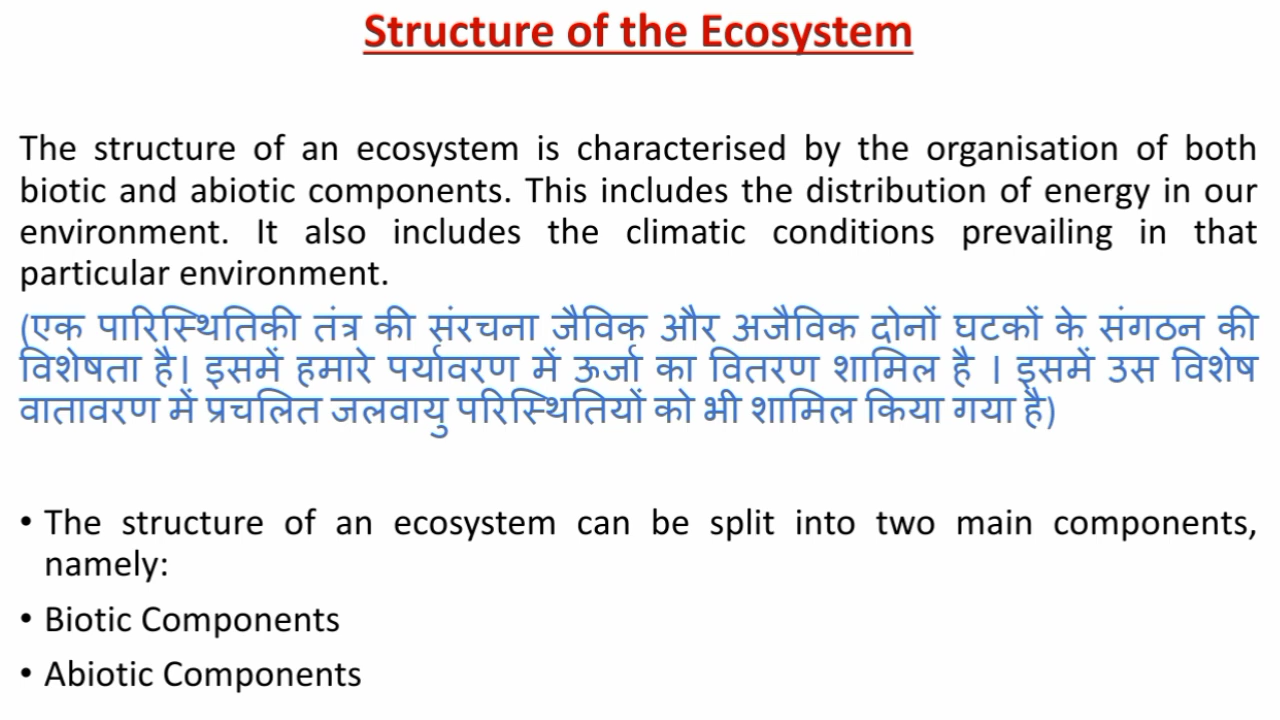 Structure of the Ecosystem
The structure of an ecosystem is characterised by the organisation of both
biotic and abiotic components. This includes the distribution of energy in our
environment. It also includes the climatic conditions prevailing in that
particular environment.
(एक पारिस्थितिकी तंत्र की संरचना जैविक और अजैविक दोनों घटकों के संगठन की
विशेषता है। इसमें हमारे पर्यावरण में ऊर्जा का वितरण शामिल है । इसमें उस विशेष
वातावरण में प्रचलित जलवायु परिस्थितियों को भी शामिल किया गया है)
• The structure of an ecosystem can be split into two main components,
namely:
• Biotic Components
• Abiotic Components